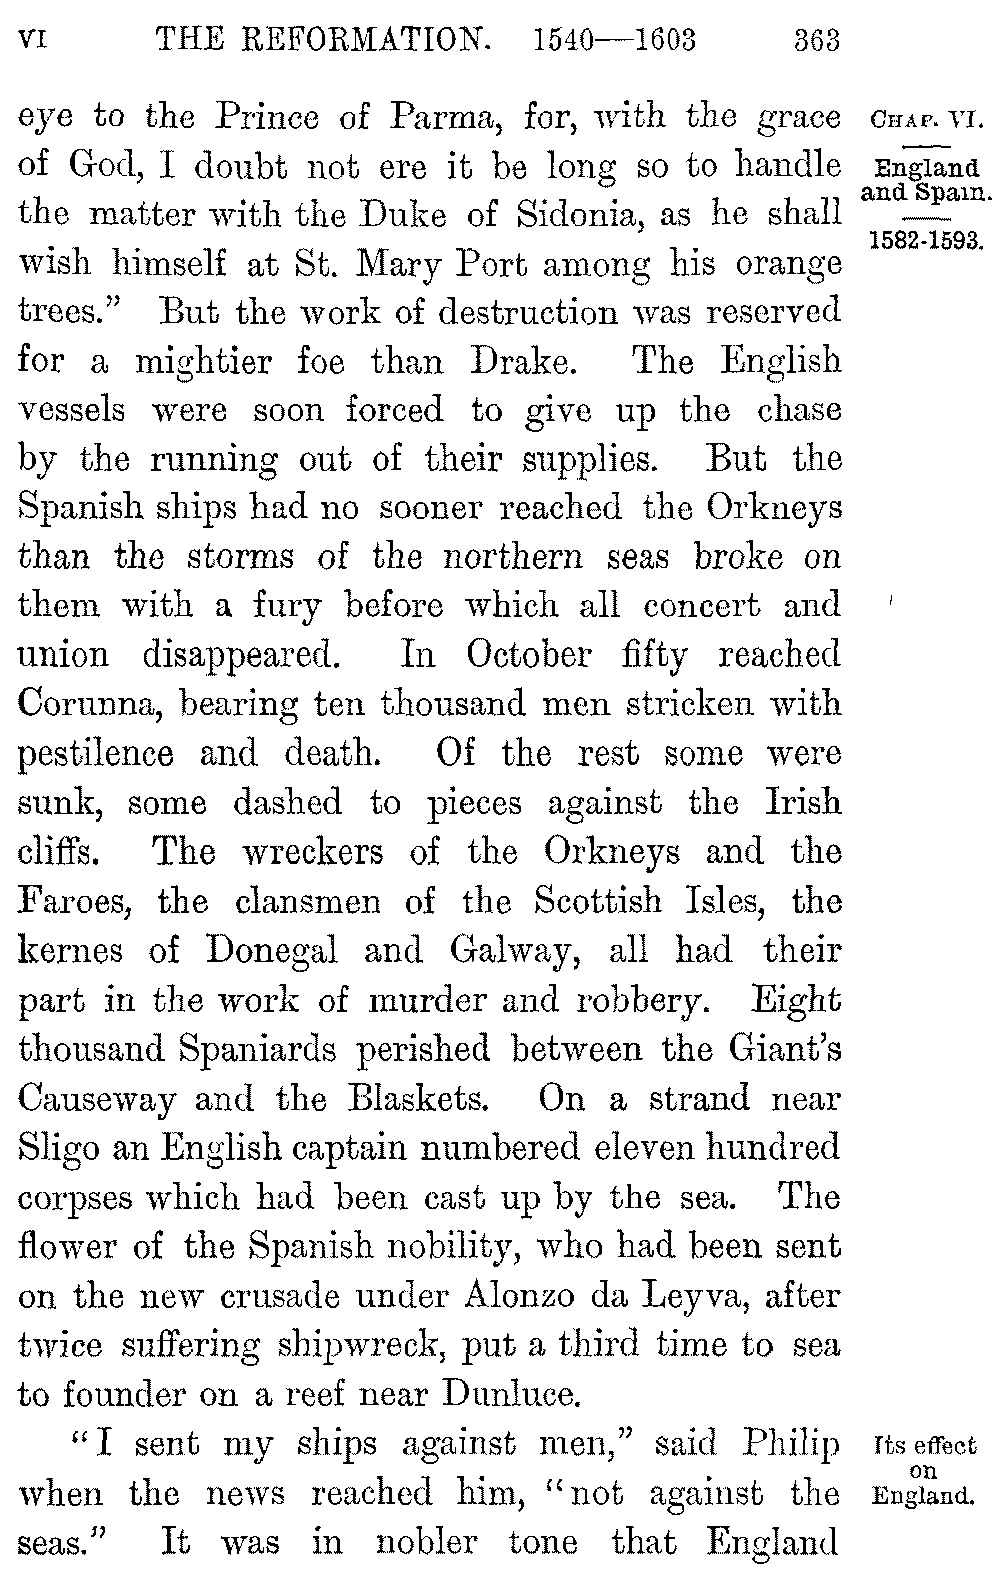 VI THE REFORMATION. 1540—1603 363
eye to the Prince of Parma, for, with the grace
of God, I doubt not ere it be long so to handle
the matter with the Duke of Sidonia, as he shall
wish himself at St. Mary Port among his orange
trees.” But the work of destruction was reserved
for a mightier foe than Drake. The English
vessels were soon forced to give up the chase
by the running out of their supplies. But the
Spanish ships had no sooner reached the Orkneys
than the storms of the northern seas broke on
them with a fury before which all concert and
union disappeared. In October fifty reached
Corunna, bearing ten thousand men stricken with
pestilence and death. Of the rest some were
sunk, some dashed to pieces against the Irish
cliffs. The wreckers of the Orkneys and the
Faroes, the clansmen of the Scottish Isles, the
kernes of Donegal and Galway, all had their
part in the work of murder and robbery. Eight
thousand Spaniards perished between the Giant’s
Causeway and the Blaskets. On a strand near
Sligo an English captain numbered eleven hundred
corpses which had been cast up by the sea. The
flower of the Spanish nobility, who had been sent
on the new crusade under Alonzo da Leyva, after
twice suffering shipwreck, put a third time to sea
to founder on a reef near Dunluce.
“I sent my ships against men,” said Philip
when the news reached him, “not against the
seas.” It was in nobler tone that England
CHAP. VI.
England
and Spain.
1582-1593.
Its effect
on
England.